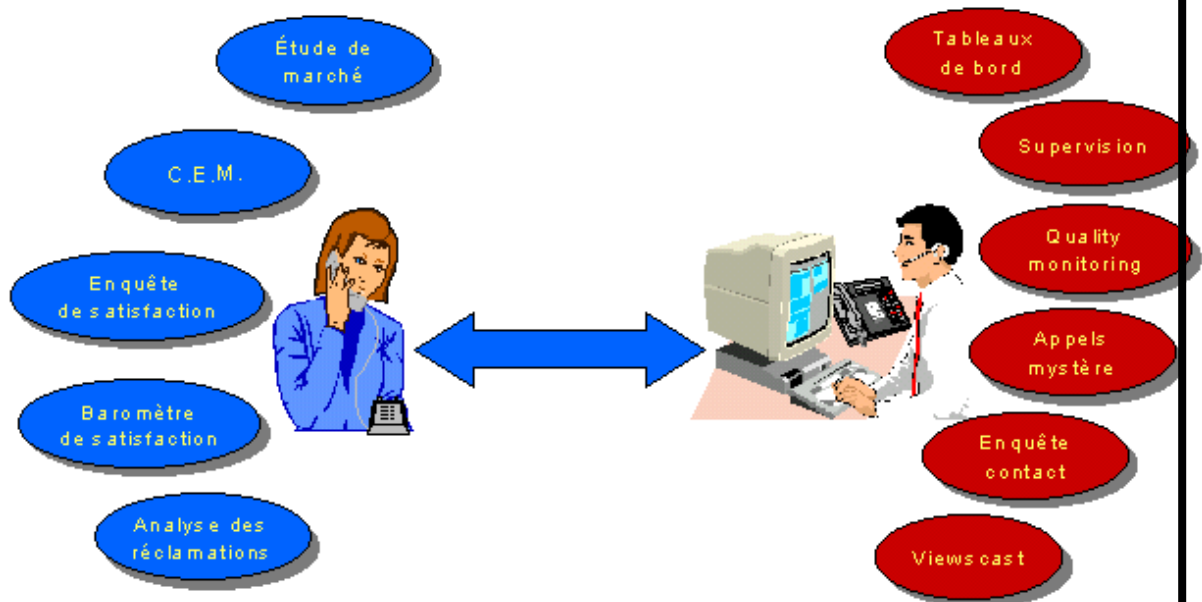 Étude de
marché
C.E.M.
Enquête
de satisfaction
Baromètre
de satisfaction
Analyse des
réclamations
Tableaux
de bord
Supervision
Quality
monitoring
Appels
mystère
Enquête
contact
Viewscast